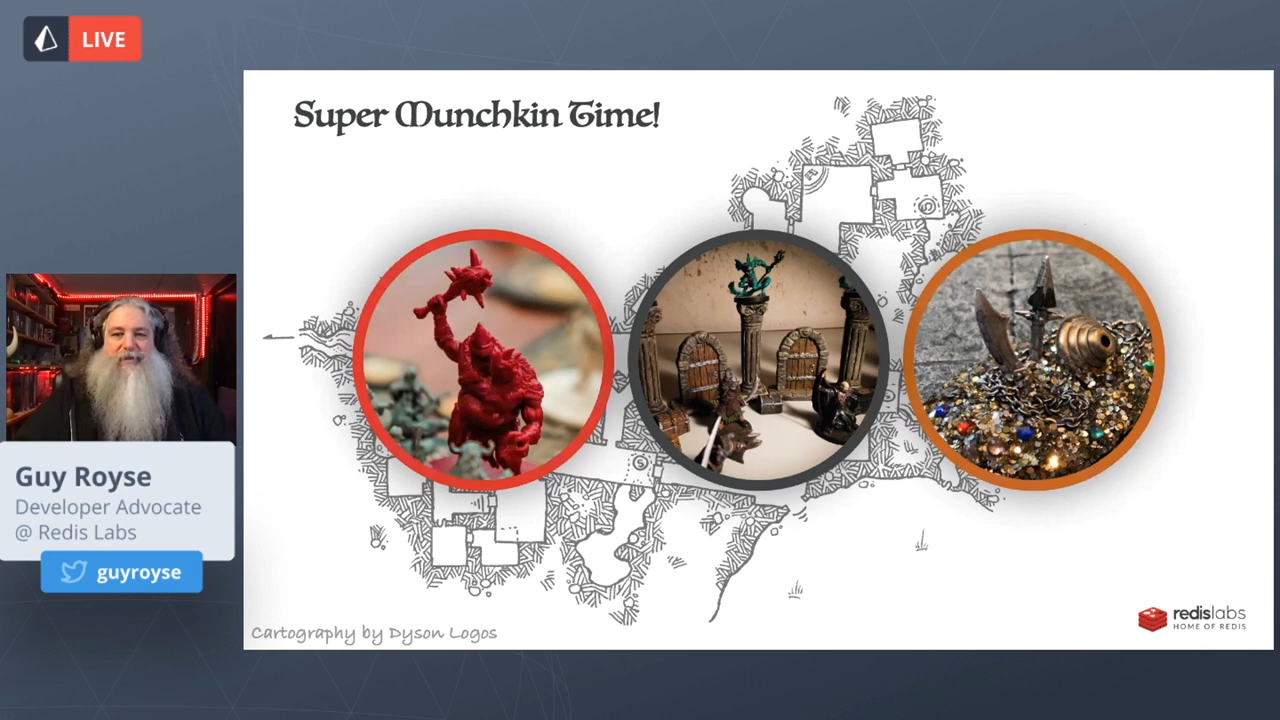 LIVE
Super Munchkin Time!
Guy Royse
Developer Advocate
@ Redis Labs
guyroyse
Cartography by Dyson Logos
redislabs
HOME OF REDIS